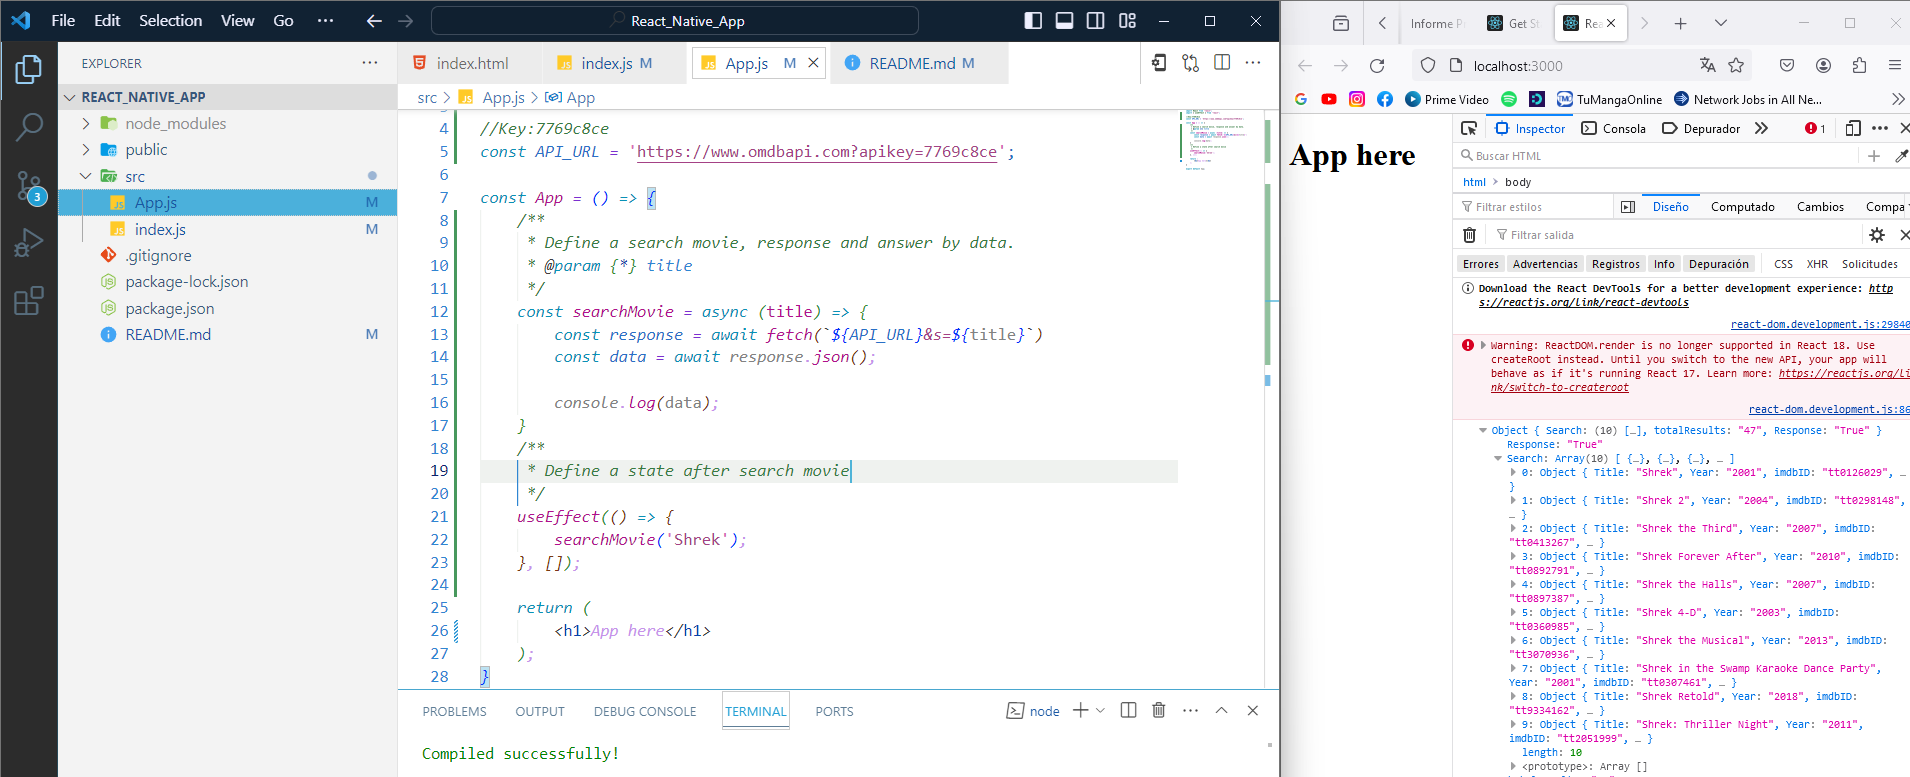 File Edit Selection View Go ··· React_Native_App
EXPLORER
REACT_NATIVE_APP
node_modules
public
src
App.js M
index.js M
.gitignore
package-lock.json
package.json
README.md M
3
index.html index.js M App.js M README.md M
src > App.js > App
4 //Key:7769c8ce
5 const API_URL = 'https://www.omdbapi.com?apikey=7769c8ce';
6
7 const App = () => {
8 /**
9 * Define a search movie, response and answer by data.
10 * @param {*} title
11 */
12 const searchMovie = async (title) => {
13 const response = await fetch(`${API_URL}&s=${title}`)
14 const data = await response.json();
15
16 console.log(data);
17 }
18 /**
19 * Define a state after search movie
20 */
21 useEffect(() => {
22 searchMovie('Shrek');
23 }, []);
24
25 return (
26 <h1>App here</h1>
27 );
28 }
PROBLEMS OUTPUT DEBUG CONSOLE TERMINAL PORTS node
Compiled successfully!
Informe P Get St Rea
localhost:3000
Prime Video TuMangaOnline Network Jobs in All Ne...
App here
Inspector Consola Depurador 1
Buscar HTML
html > body
Filtrar estilos Diseño Computado Cambios Compa
Filtrar salida
Errores Advertencias Registros Info Depuración CSS XHR Solicitudes
Download the React DevTools for a better development experience: http
s://reactjs.org/link/react-devtools
react-dom.development.js:29840
Warning: ReactDOM.render is no longer supported in React 18. Use
createRoot instead. Until you switch to the new API, your app will
behave as if it's running React 17. Learn more: https://reactjs.org/li
nk/switch-to-createroot
react-dom.development.js:86
Object { Search: (10) […], totalResults: "47", Response: "True" }
Response: "True"
Search: Array(10) [ {…}, {…}, {…}, … ]
0: Object { Title: "Shrek", Year: "2001", imdbID: "tt0126029", …
}
1: Object { Title: "Shrek 2", Year: "2004", imdbID: "tt0298148",
… }
2: Object { Title: "Shrek the Third", Year: "2007", imdbID:
"tt0413267", … }
3: Object { Title: "Shrek Forever After", Year: "2010", imdbID:
"tt0892791", … }
4: Object { Title: "Shrek the Halls", Year: "2007", imdbID:
"tt0897387", … }
5: Object { Title: "Shrek 4-D", Year: "2003", imdbID:
"tt0360985", … }
6: Object { Title: "Shrek the Musical", Year: "2013", imdbID:
"tt3070936", … }
7: Object { Title: "Shrek in the Swamp Karaoke Dance Party",
Year: "2001", imdbID: "tt0307461", … }
8: Object { Title: "Shrek Retold", Year: "2018", imdbID:
"tt9334162", … }
9: Object { Title: "Shrek: Thriller Night", Year: "2011",
imdbID: "tt2051999", … }
length: 10
<prototype>: Array []